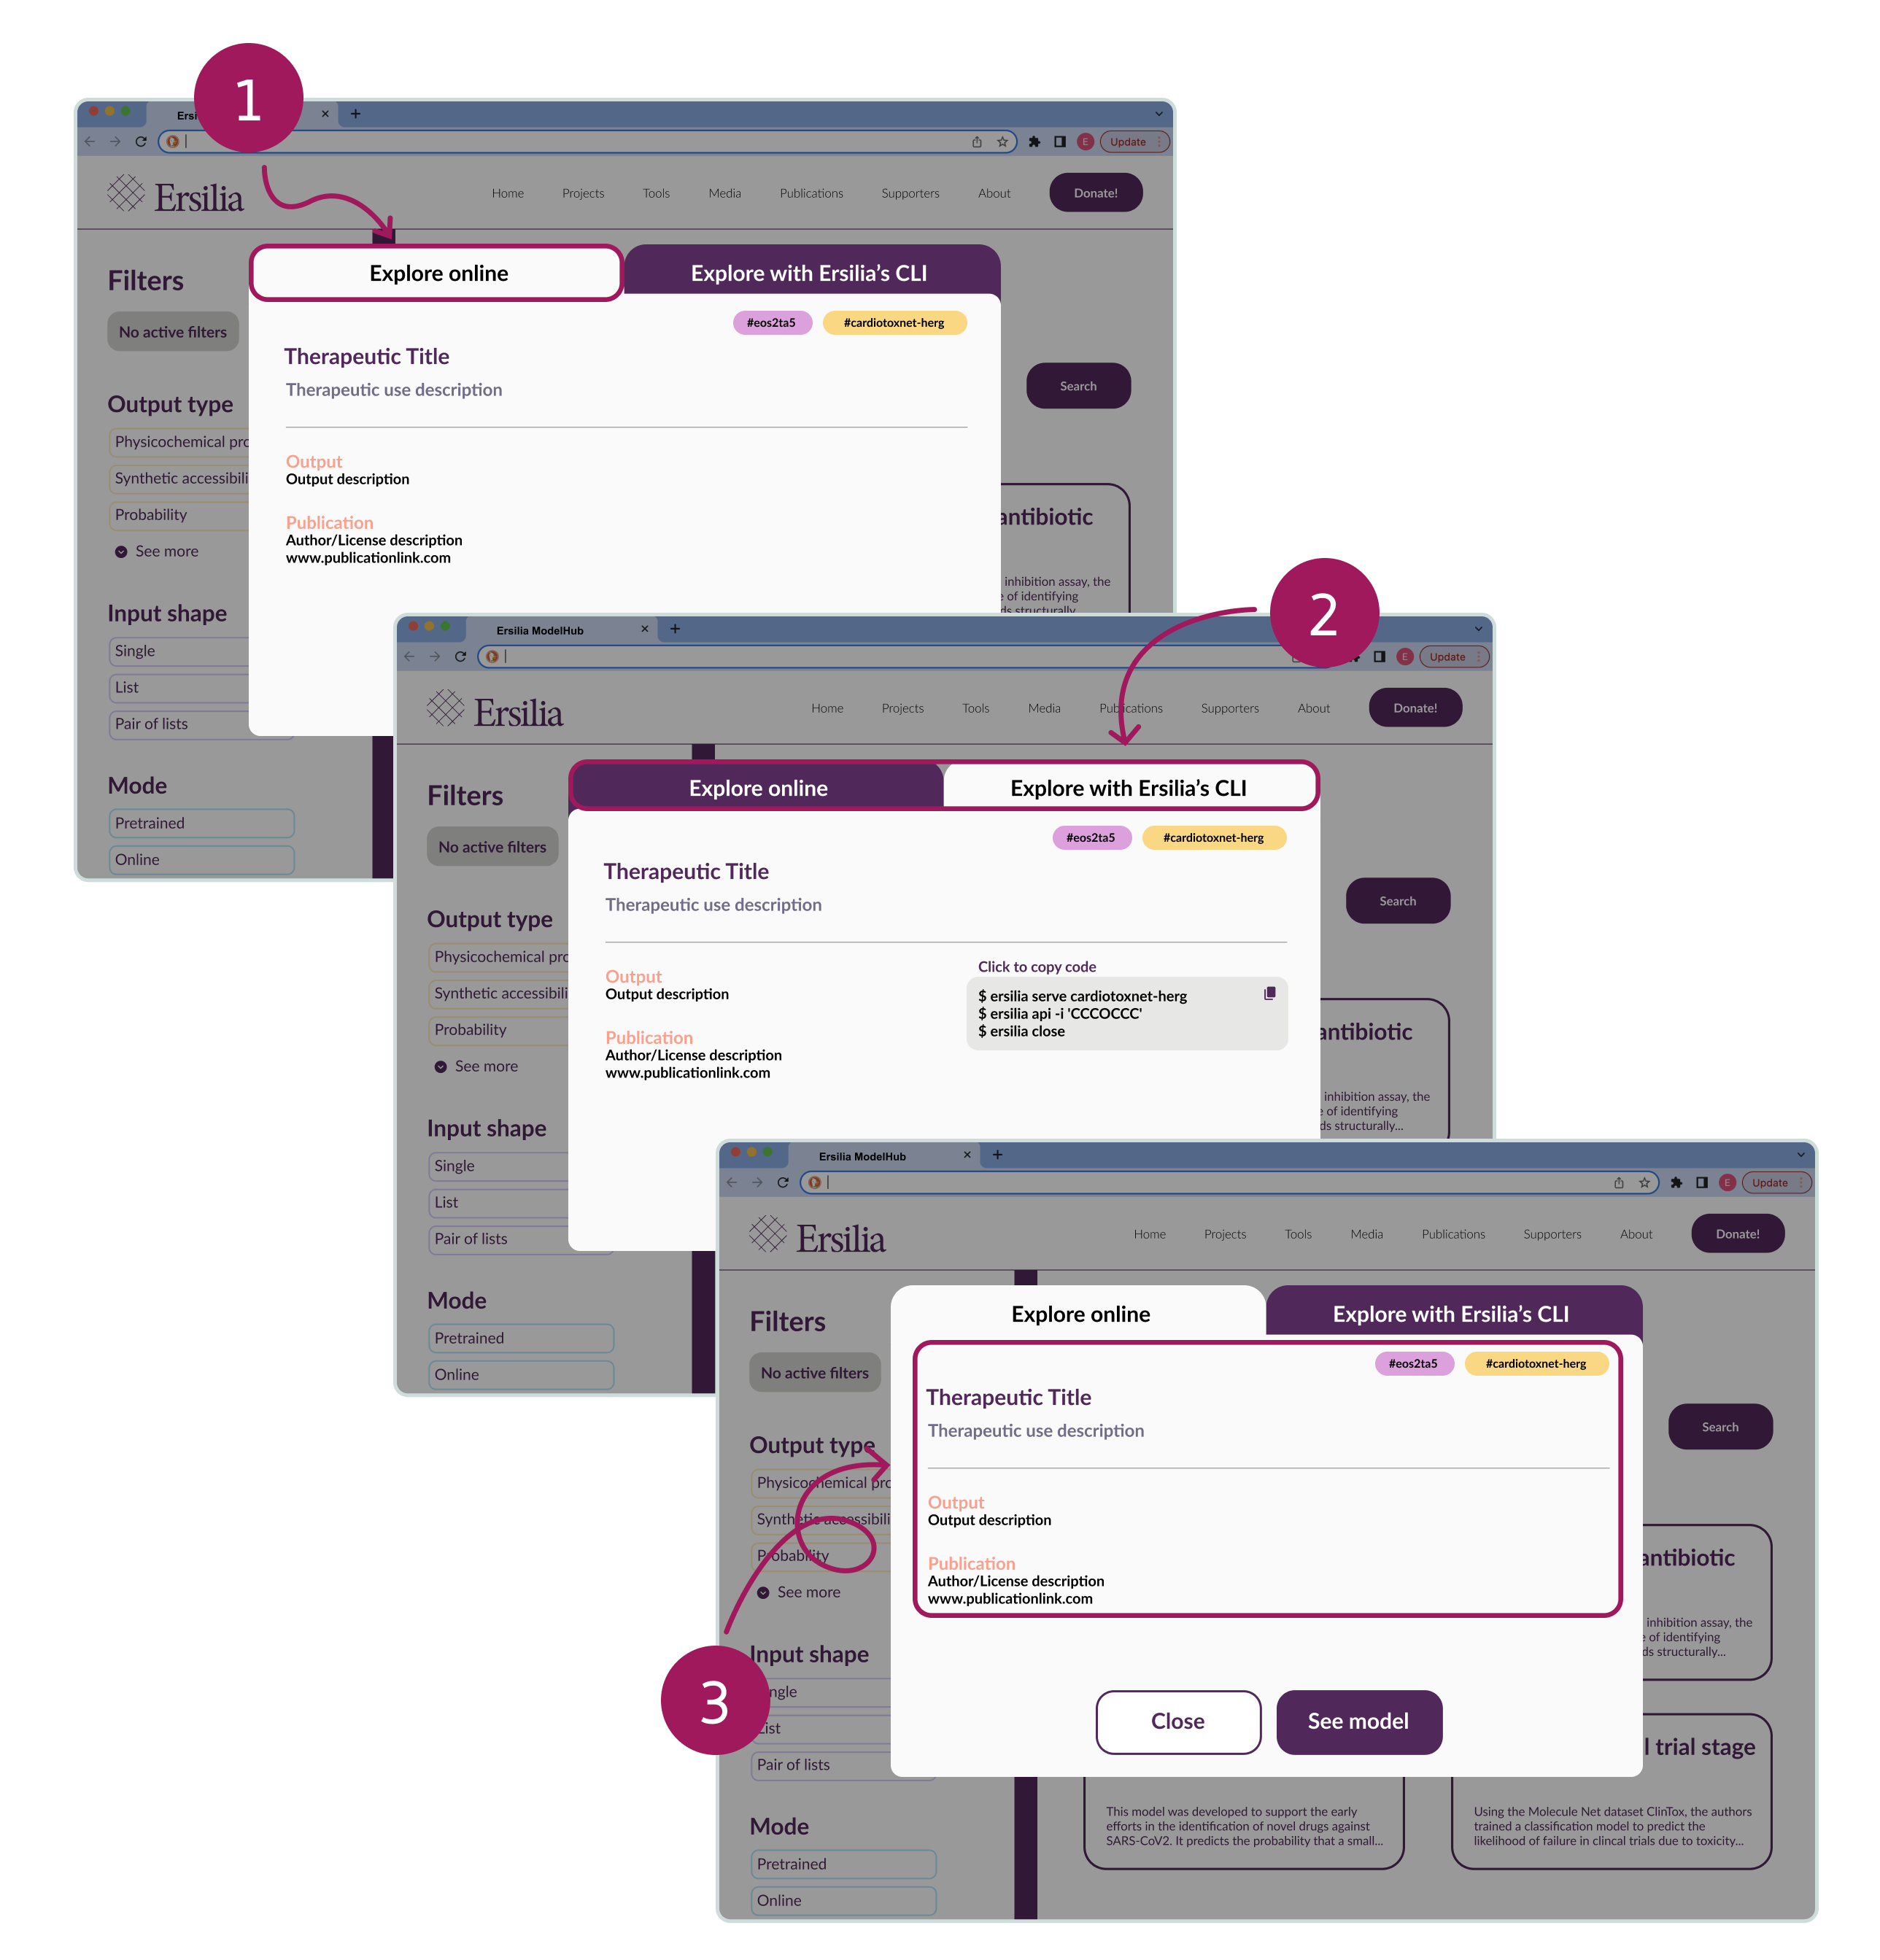 1
Ersi
Update
Ersilia
Home
Projects
Tools
Media
Publications
Supporters
About
Donate!
Explore online
Explore with Ersilia's CLI
Filters
No active filters
#eos2ta5
#cardiotoxnet-herg
Therapeutic Title
Therapeutic use description
Search
Output type
Physicochemical pro
Synthetic accessibili
Probability
See more
Output
Output description
Publication
Author/License description
www.publicationlink.com
antibiotic
inhibition assay, the
e of identifying
ds structurally
Input shape
Single
List
Pair of lists
Mode
Pretrained
Online
2
Ersilia ModelHub
E
Update
Ersilia
Home
Projects
Tools
Media
Publications
Supporters
About
Donate!
Explore online
Explore with Ersilia's CLI
Filters
No active filters
#eos2ta5
#cardiotoxnet-herg
Therapeutic Title
Therapeutic use description
Search
Output type
Physicochemical pro
Synthetic accessibili
Probability
See more
Output
Output description
Publication
Author/License description
www.publicationlink.com
Click to copy code
$ ersilia serve cardiotoxnet-herg
$ ersilia api -i 'CCCOCCC'
$ ersilia close
antibiotic
inhibition assay, the
e of identifying
ds structurally...
Input shape
Single
List
Pair of lists
Mode
Pretrained
Online
3
Ersilia ModelHub
E
Update
Ersilia
Home
Projects
Tools
Media
Publications
Supporters
About
Donate!
Explore online
Explore with Ersilia's CLI
Filters
No active filters
#eos2ta5
#cardiotoxnet-herg
Therapeutic Title
Therapeutic use description
Search
Output type
Physicochemical pro
Synthetic accessibili
Probability
See more
Output
Output description
Publication
Author/License description
www.publicationlink.com
antibiotic
inhibition assay, the
e of identifying
ds structurally...
Input shape
ngle
List
Pair of lists
Close
See model
l trial stage
This model was developed to support the early
efforts in the identification of novel drugs against
SARS-CoV2. It predicts the probability that a small...
Using the Molecule Net dataset ClinTox, the authors
trained a classification model to predict the
likelihood of failure in clincal trials due to toxicity...
Mode
Pretrained
Online